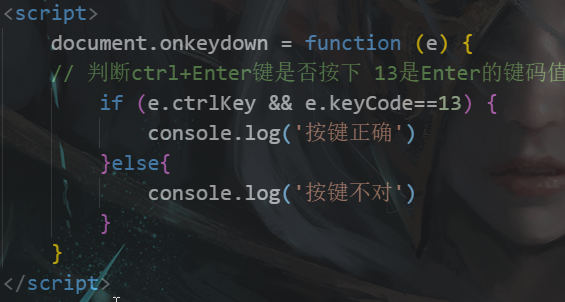 <script>
document.onkeydown = function (e) {
// 判断ctrl+Enter键是否按下 13是Enter的键码值
if (e.ctrlKey && e.keyCode==13) {
console.log('按键正确')
}else{
console.log('按键不对')
}
}
</script>